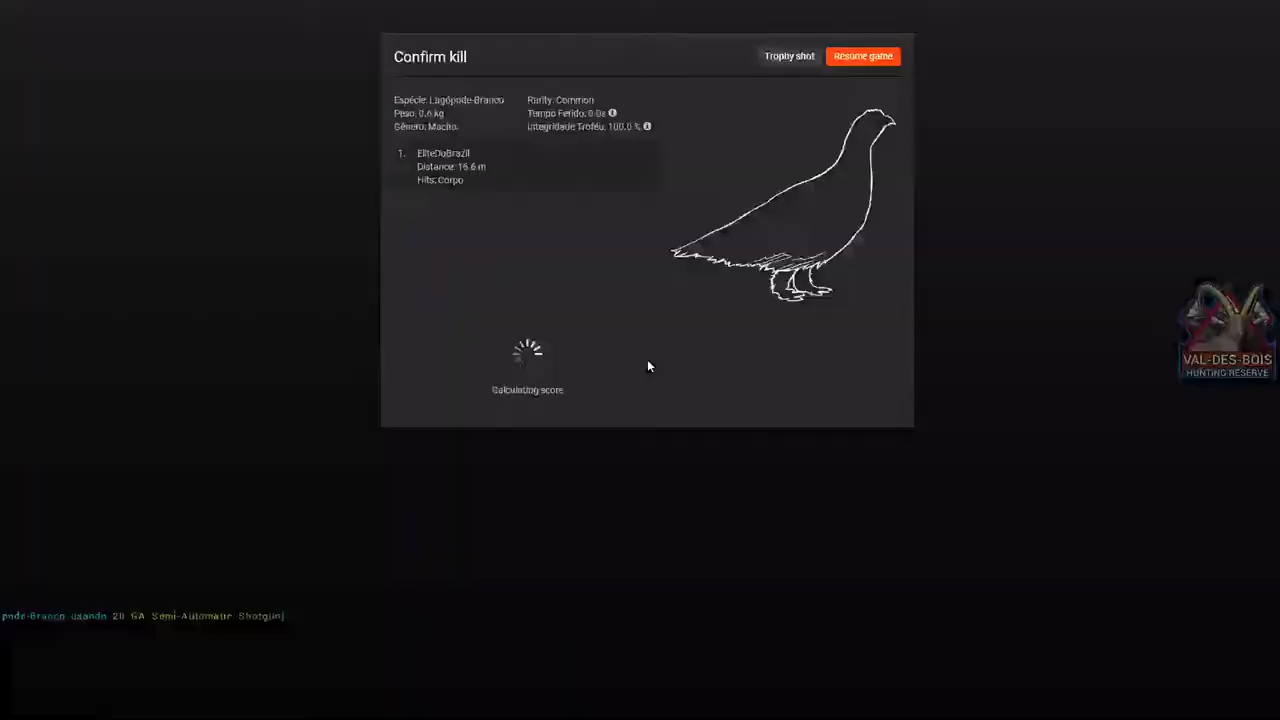 Confirm kill
Trophy shot
Resume game
Espécie: Lagópode-Branco
Rarity: Common
Peso: 0.6 kg
Tempo Ferido: 0.0s
Gênero: Macho
Integridade Troféu: 100.0 %
1. EliteDoBrazil
Distance: 16.6 m
Hits: Corpo
Calculating score
VAL-DES-BOIS
HUNTING RESERVE
pode-Branco usando 20 GA Semi-Automatic Shotgun]